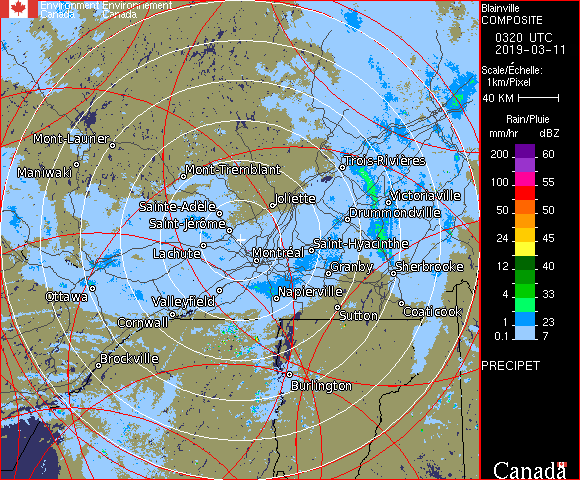 Environment Environnement
Canada Canada
Blainville
COMPOSITE
0320 UTC
2019-03-11
Scale/Échelle:
1km/Pixel
40 KM
Rain/Pluie
mm/hr dBZ
200 60
100 55
50 50
24 45
12 40
4 33
1 23
0.1 7
PRECIPET
Canada
Mont-Laurier
Maniwaki
Mont-Tremblant
Trois-Rivières
Sainte-Adèle
Joliette
Victoriaville
Saint-Jérôme
Drummondville
Lachute
Montréal
Saint-Hyacinthe
Granby
Sherbrooke
Ottawa
Valleyfield
Napierville
Cornwall
Sutton
Coaticook
Brockville
Burlington